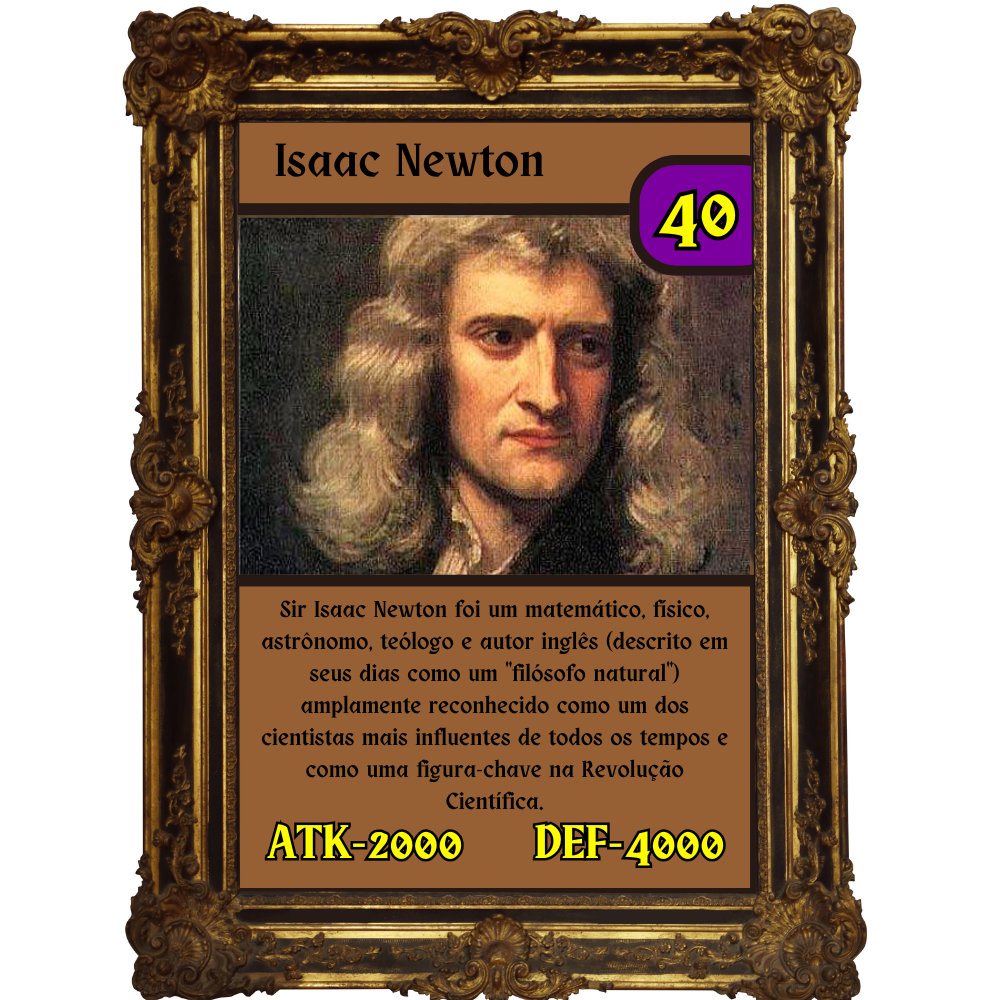 Isaac Newton
40
Sir Isaac Newton foi um matemático, físico,
astrônomo, teólogo e autor inglês (descrito em
seus dias como um "filósofo natural")
amplamente reconhecido como um dos
cientistas mais influentes de todos os tempos e
como uma figura-chave na Revolução
Científica.
ATK-2000 DEF-4000